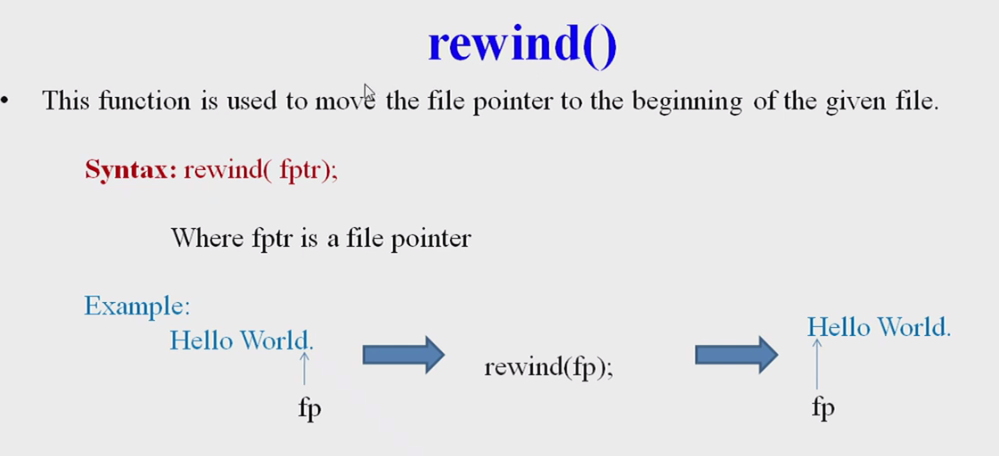 rewind()
• This function is used to move the file pointer to the beginning of the given file.
Syntax: rewind( fptr);
Where fptr is a file pointer
Example:
Hello World.
fp
rewind(fp);
Hello World.
fp